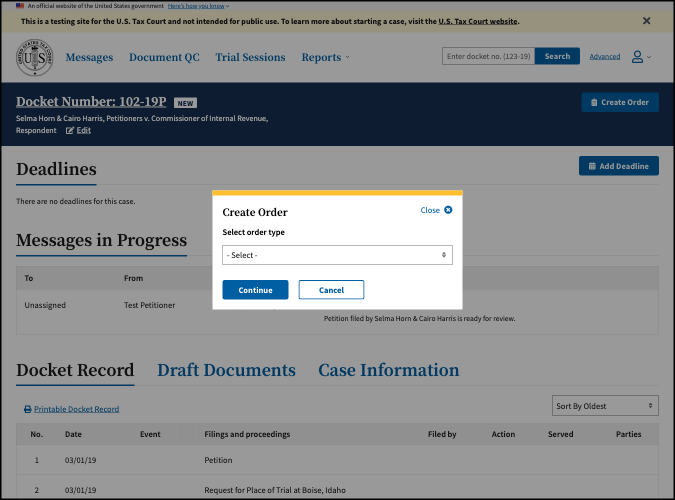 An official website of the United States government Here's how you know
This is a testing site for the U.S. Tax Court and not intended for public use. To learn more about starting a case, visit the U.S. Tax Court website.
Messages Document QC Trial Sessions Reports
Enter docket no. (123-19) Search Advanced
Docket Number: 102-19P NEW
Create Order
Selma Horn & Cairo Harris, Petitioners v. Commissioner of Internal Revenue,
Respondent Edit
Deadlines
Add Deadline
There are no deadlines for this case.
Create Order
Close
Select order type
- Select -
Continue Cancel
Messages in Progress
To From
Unassigned Test Petitioner
Petition filed by Selma Horn & Cairo Harris is ready for review.
Docket Record Draft Documents Case Information
Printable Docket Record
Sort By Oldest
No. Date Event Filings and proceedings Filed by Action Served Parties
1 03/01/19 Petition
2 03/01/19 Request for Place of Trial at Boise, Idaho